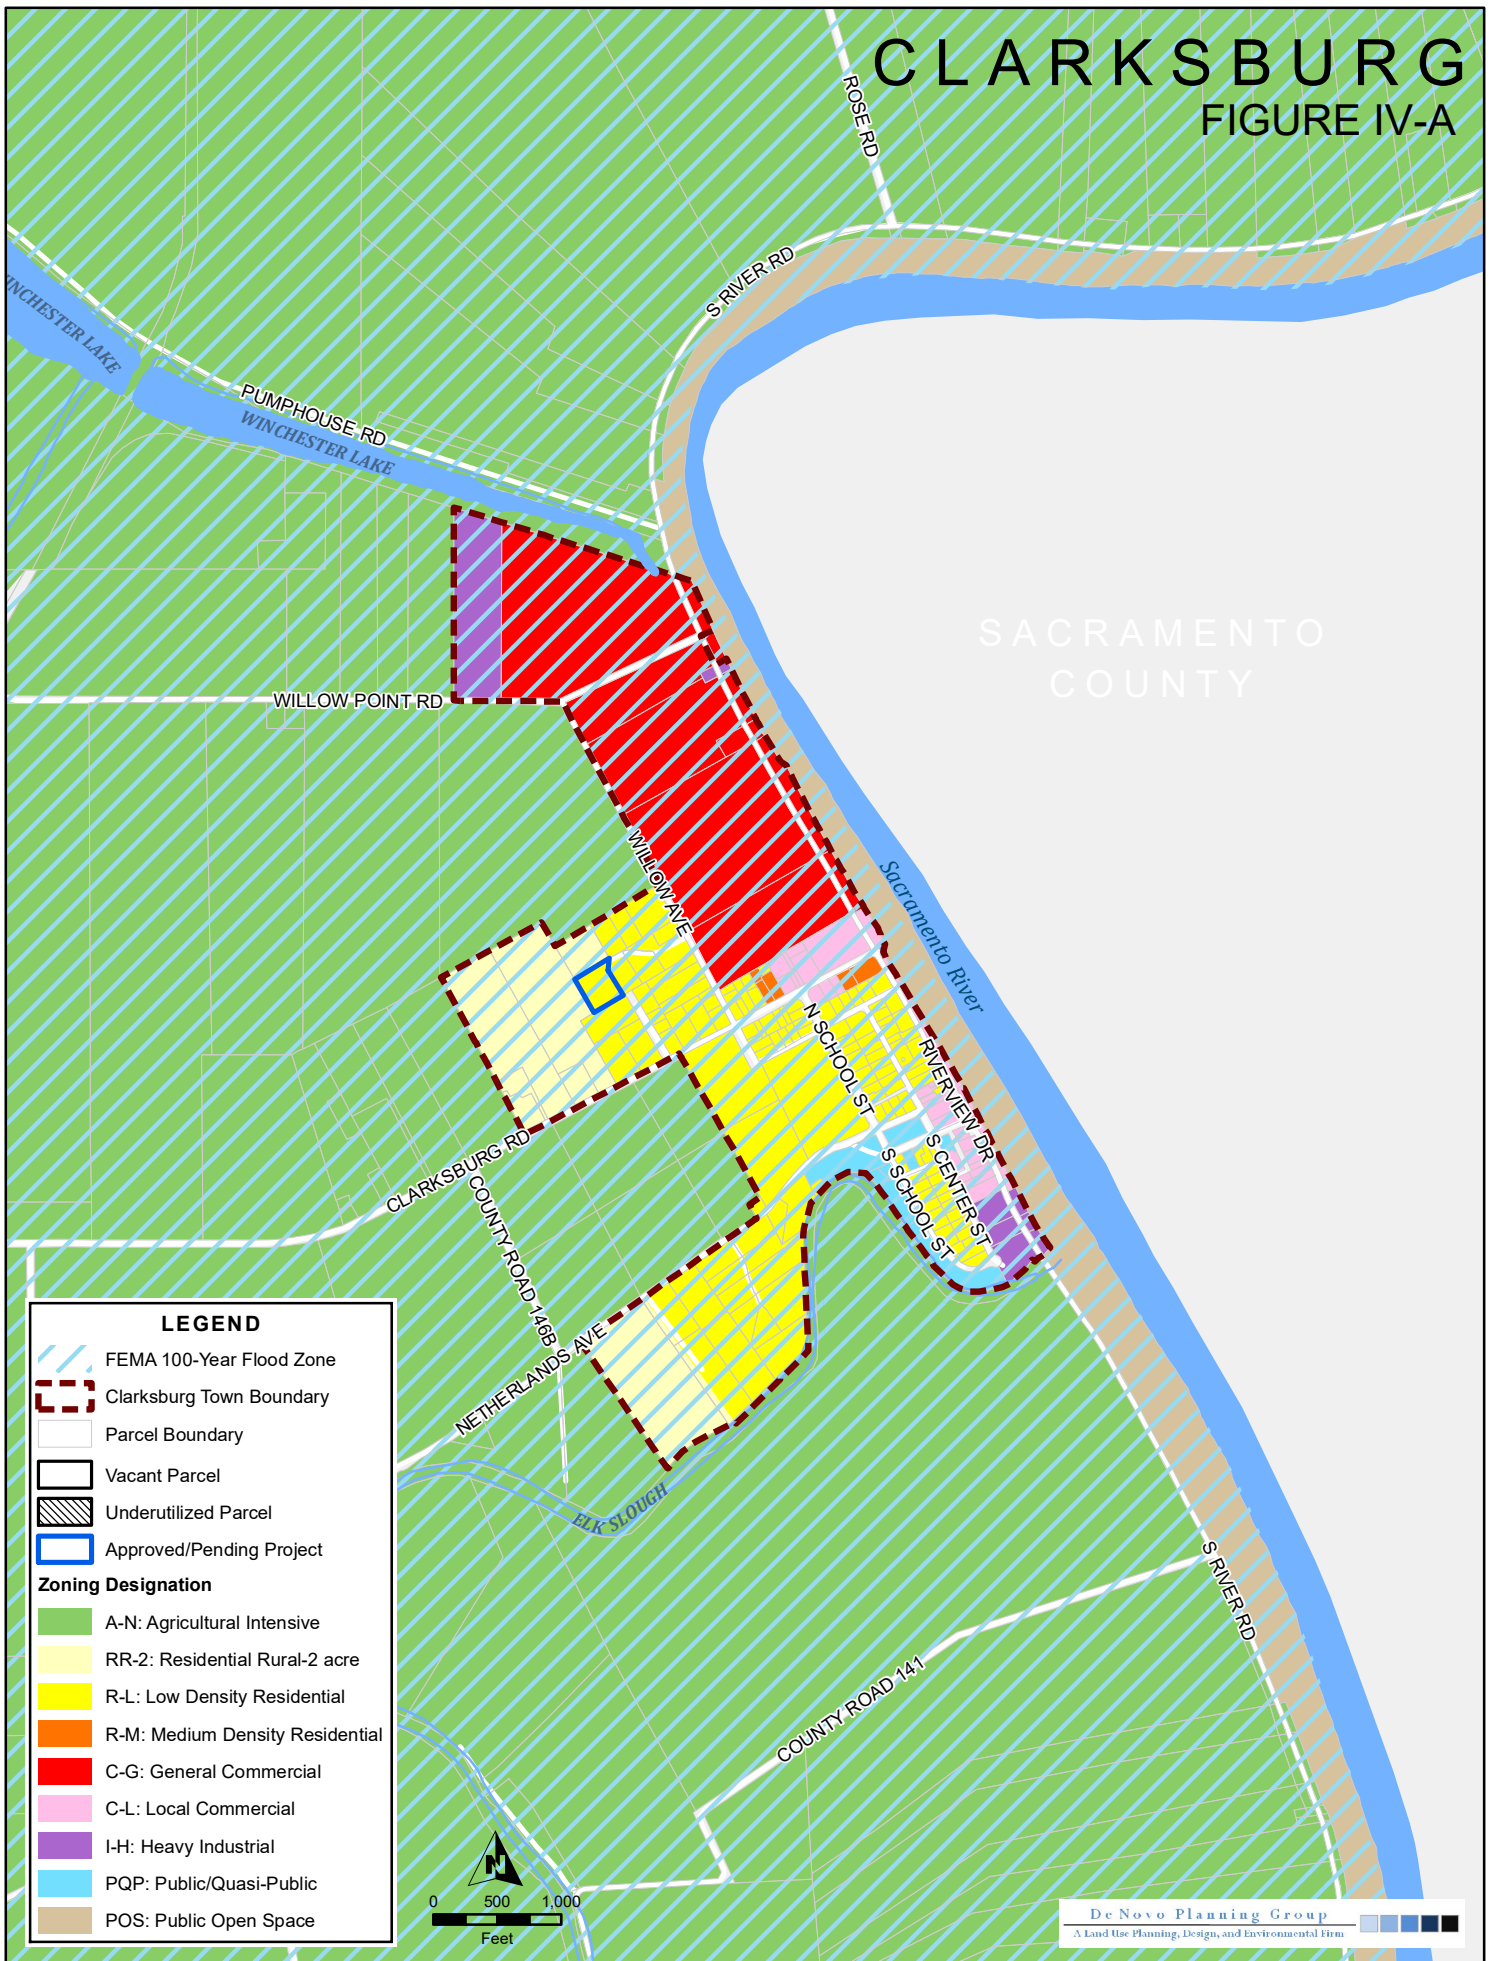 CLARKSBURG
FIGURE IV-A
ROSE RD
S RIVER RD
WINCHESTER LAKE
PUMPHOUSE RD
WINCHESTER LAKE
SACRAMENTO
COUNTY
WILLOW POINT RD
WILLOW AVE
Sacramento River
N SCHOOL ST
RIVERVIEW DR
S CENTER ST
S SCHOOL ST
CLARKSBURG RD
COUNTY ROAD 146B
NETHERLANDS AVE
ELK SLOUGH
S RIVER RD
COUNTY ROAD 141
LEGEND
FEMA 100-Year Flood Zone
Clarksburg Town Boundary
Parcel Boundary
Vacant Parcel
Underutilized Parcel
Approved/Pending Project
Zoning Designation
A-N: Agricultural Intensive
RR-2: Residential Rural-2 acre
R-L: Low Density Residential
R-M: Medium Density Residential
C-G: General Commercial
C-L: Local Commercial
I-H: Heavy Industrial
PQP: Public/Quasi-Public
POS: Public Open Space
N
0 500 1,000
Feet
De Novo Planning Group
A Land Use Planning, Design, and Environmental Firm